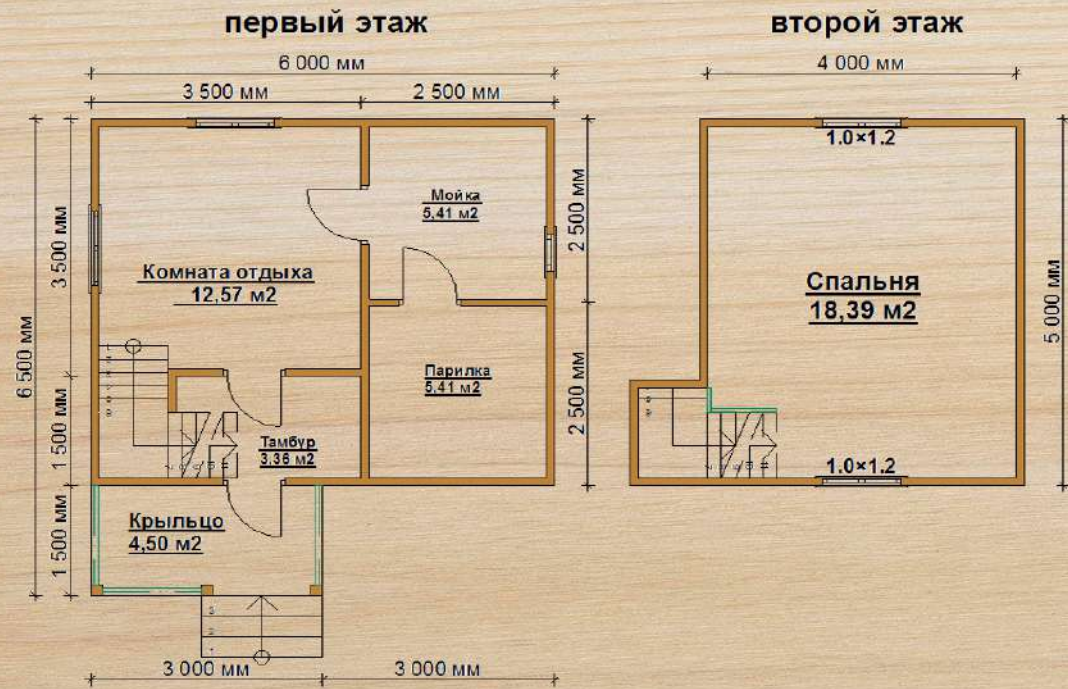 первый этаж
второй этаж
6 000 мм
4 000 мм
3 500 мм
2 500 мм
1.0×1.2
Мойка
5,41 м2
2 500 мм
3 500 мм
Комната отдыха
12,57 м2
Спальня
18,39 м2
5 000 мм
6 500 мм
Парилка
5,41 м2
2 500 мм
1 500 мм
Тамбур
3,36 м2
1.0×1.2
Крыльцо
4,50 м2
1 500 мм
3 000 мм
3 000 мм